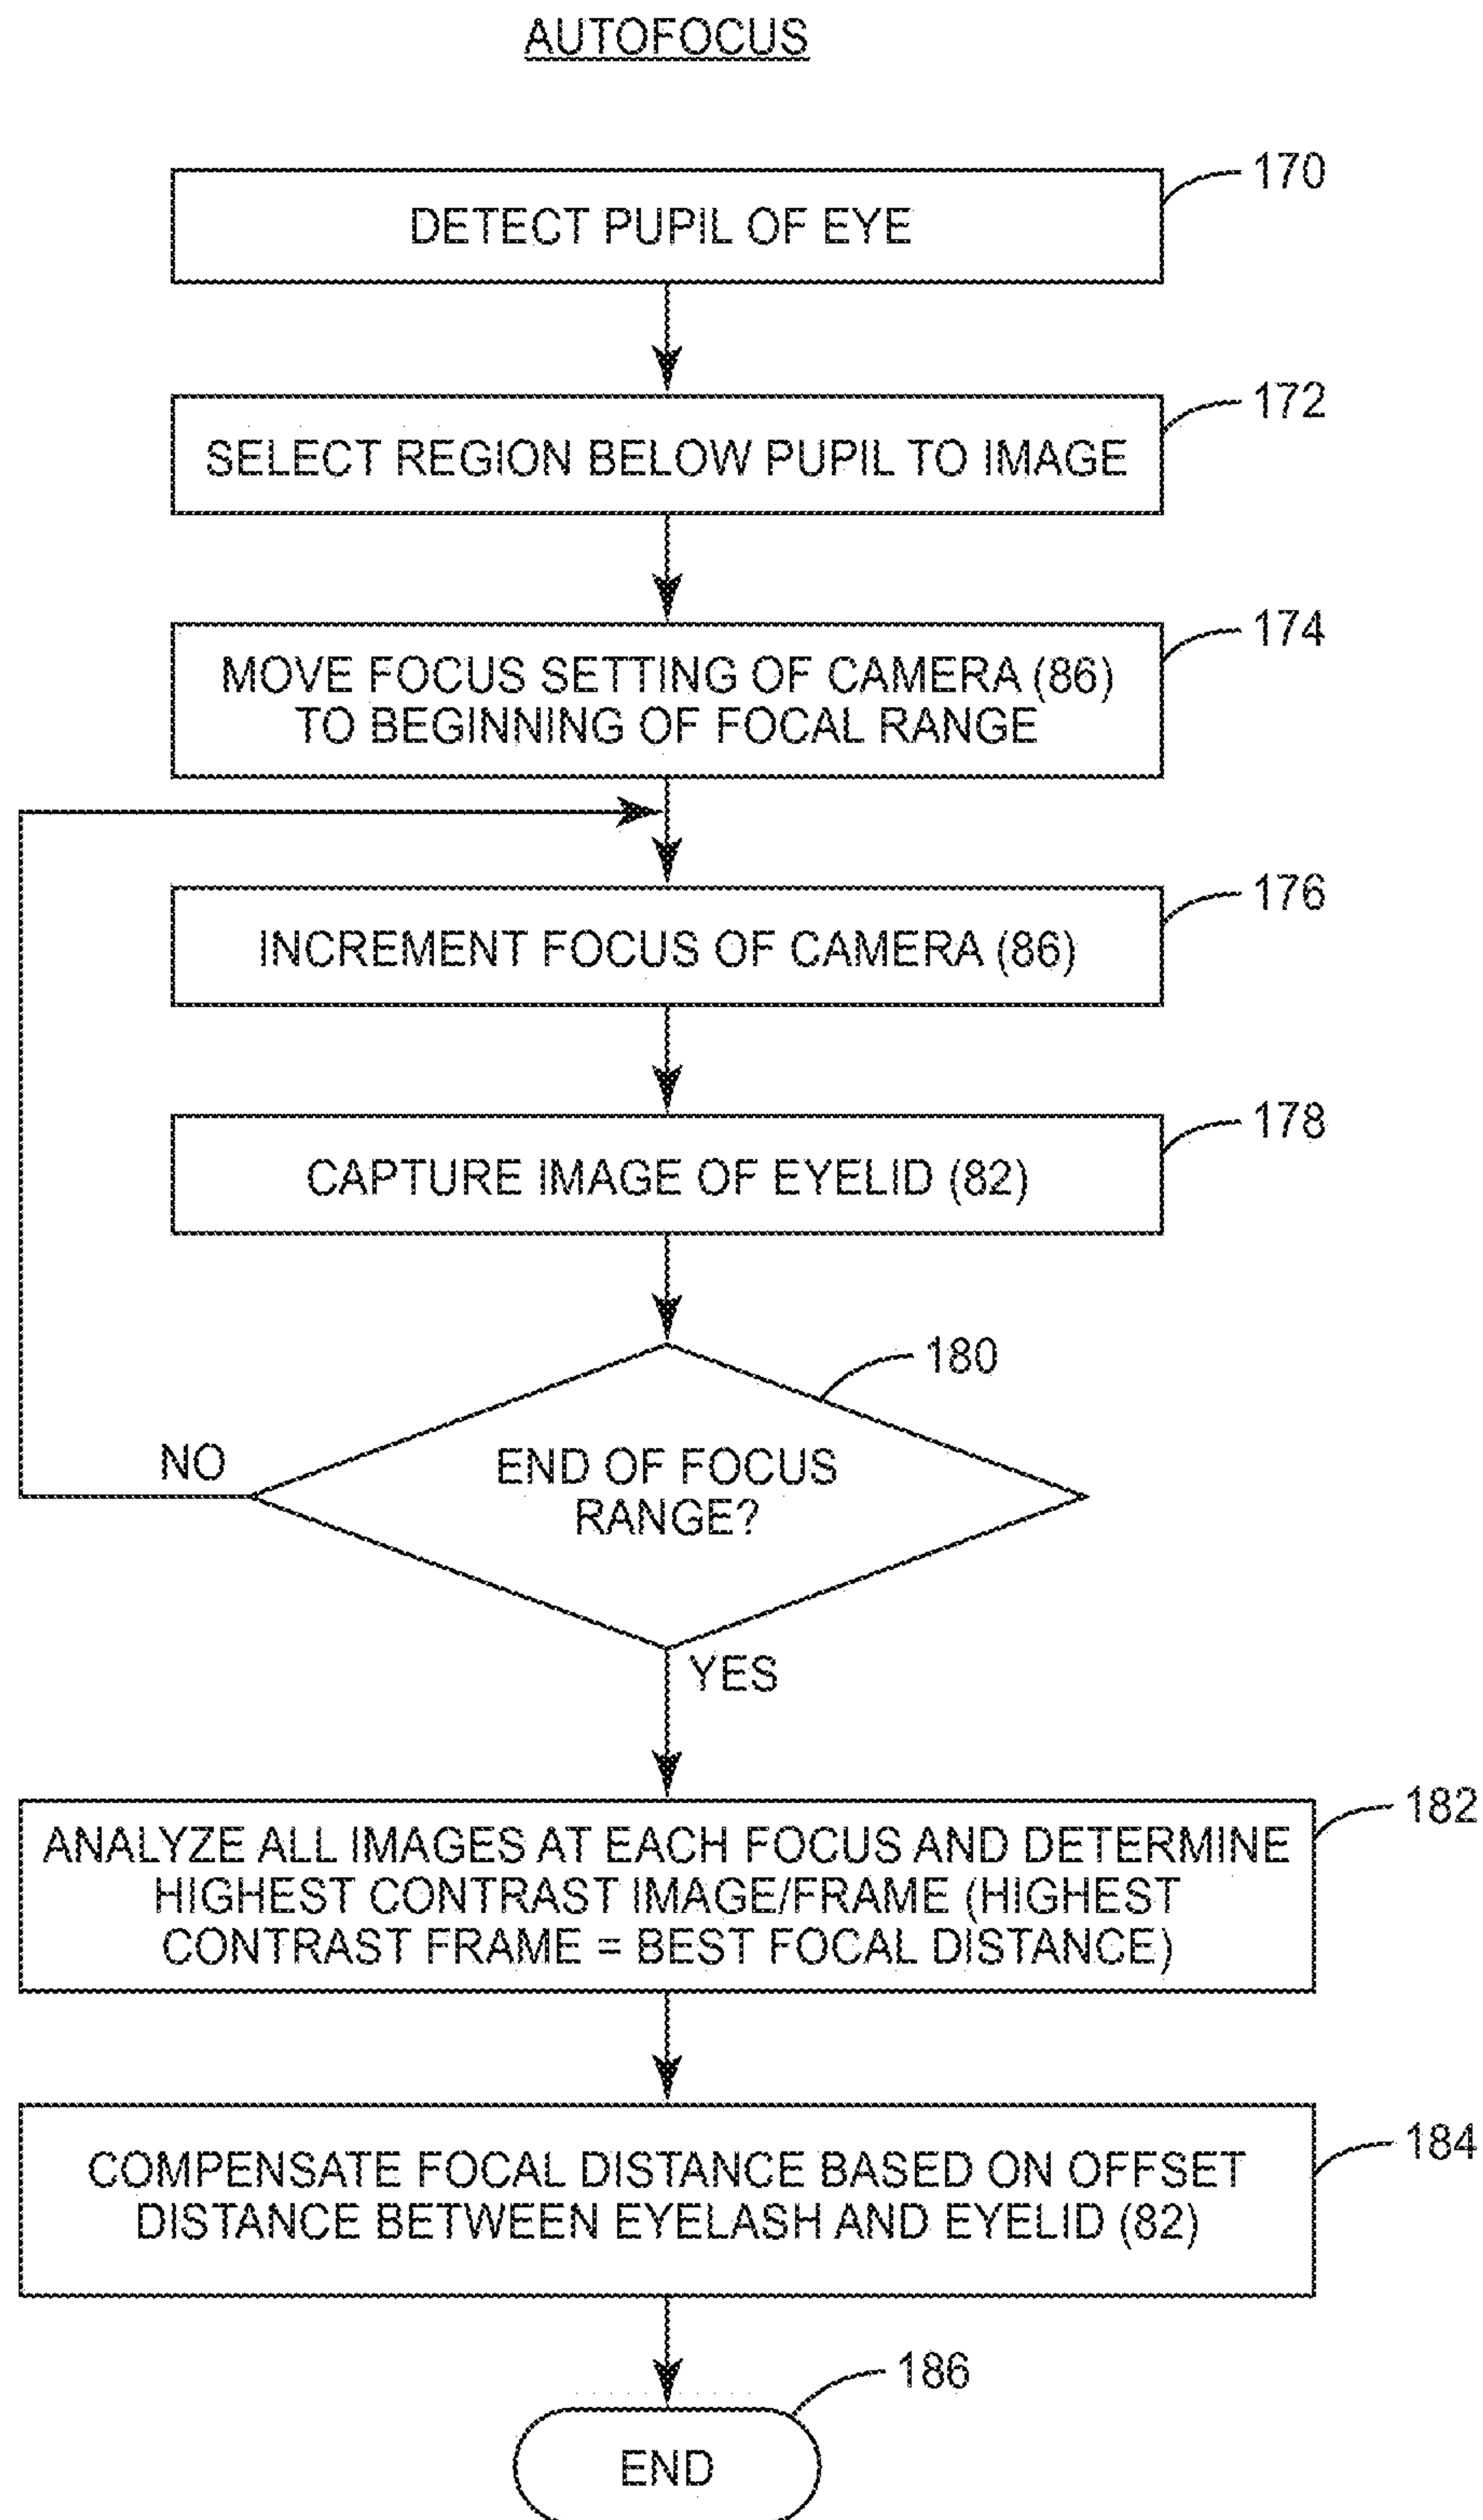 AUTOFOCUS
170
DETECT PUPIL OF EYE
172
SELECT REGION BELOW PUPIL TO IMAGE
174
MOVE FOCUS SETTING OF CAMERA (86)
TO BEGINNING OF FOCAL RANGE
176
INCREMENT FOCUS OF CAMERA (86)
178
CAPTURE IMAGE OF EYELID (82)
180
NO
END OF FOCUS
RANGE?
YES
182
ANALYZE ALL IMAGES AT EACH FOCUS AND DETERMINE
HIGHEST CONTRAST IMAGE/FRAME (HIGHEST
CONTRAST FRAME = BEST FOCAL DISTANCE)
184
COMPENSATE FOCAL DISTANCE BASED ON OFFSET
DISTANCE BETWEEN EYELASH AND EYELID (82)
186
END